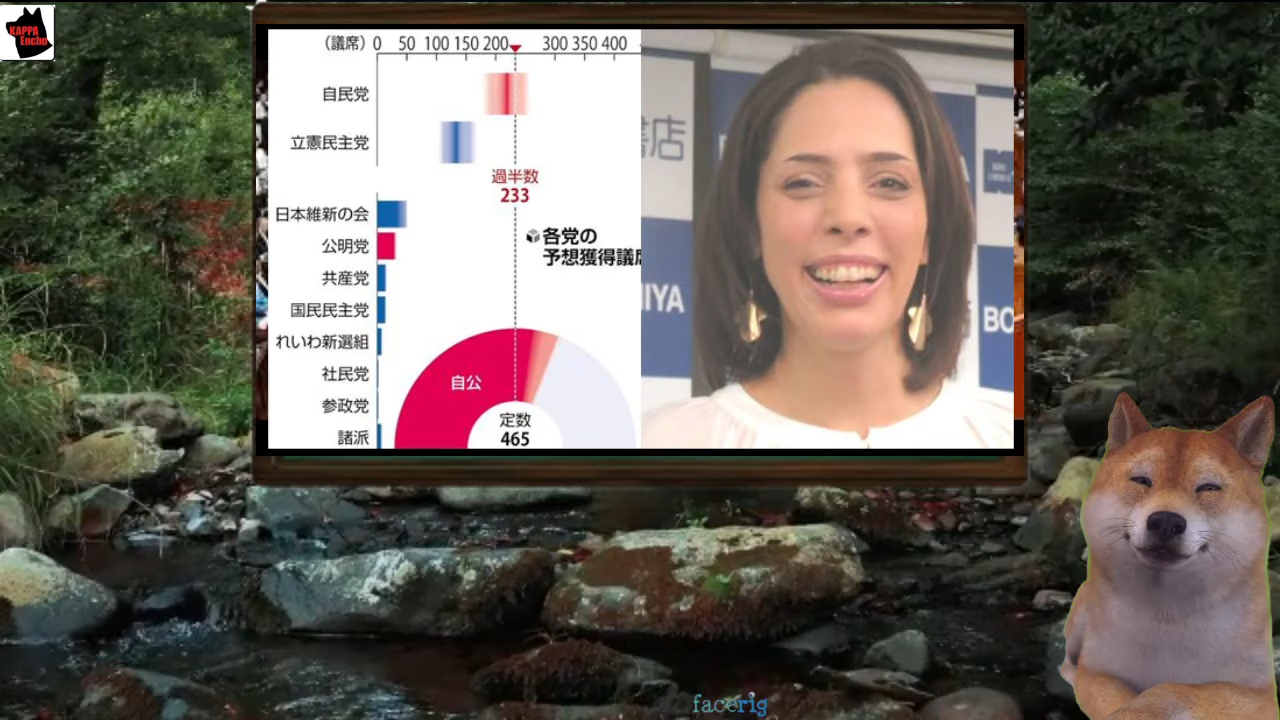 KAPPA
Encho
（議席） 0 50 100 150 200 300 350 400
自民党
立憲民主党
過半数
233
日本維新の会
各党の
公明党
予想獲得議席
共産党
国民民主党
れいわ新選組
社民党
自公
参政党
定数
諸派
465
書店
IYA
BO
facerig